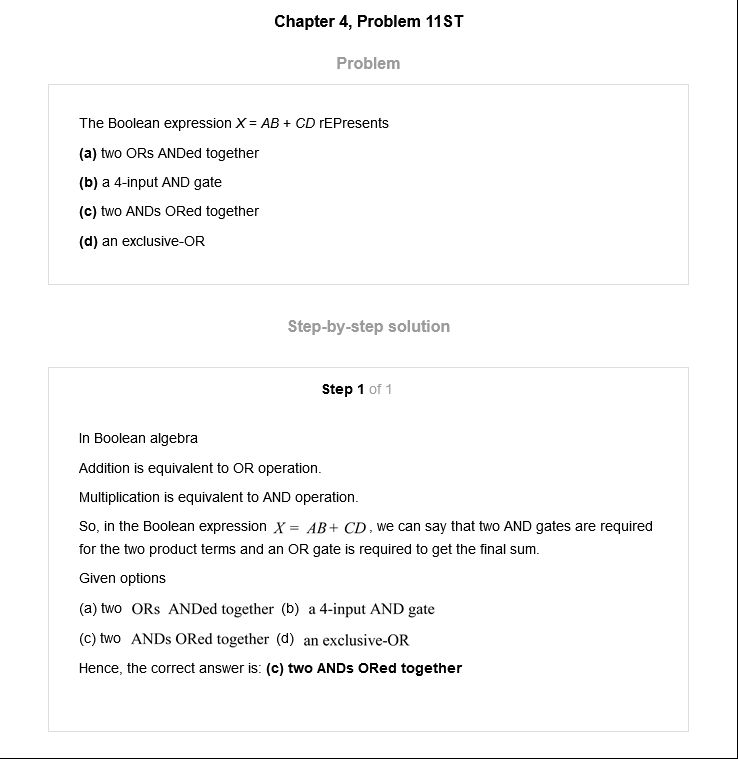 Chapter 4, Problem 11ST
Problem
The Boolean expression X = AB + CD rEPresents
(a) two ORs ANDed together
(b) a 4-input AND gate
(c) two ANDs ORed together
(d) an exclusive-OR
Step-by-step solution
Step 1 of 1
In Boolean algebra
Addition is equivalent to OR operation.
Multiplication is equivalent to AND operation.
So, in the Boolean expression X = AB + CD, we can say that two AND gates are required
for the two product terms and an OR gate is required to get the final sum.
Given options
(a) two ORs ANDed together (b) a 4-input AND gate
(c) two ANDs ORed together (d) an exclusive-OR
Hence, the correct answer is: (c) two ANDs ORed together